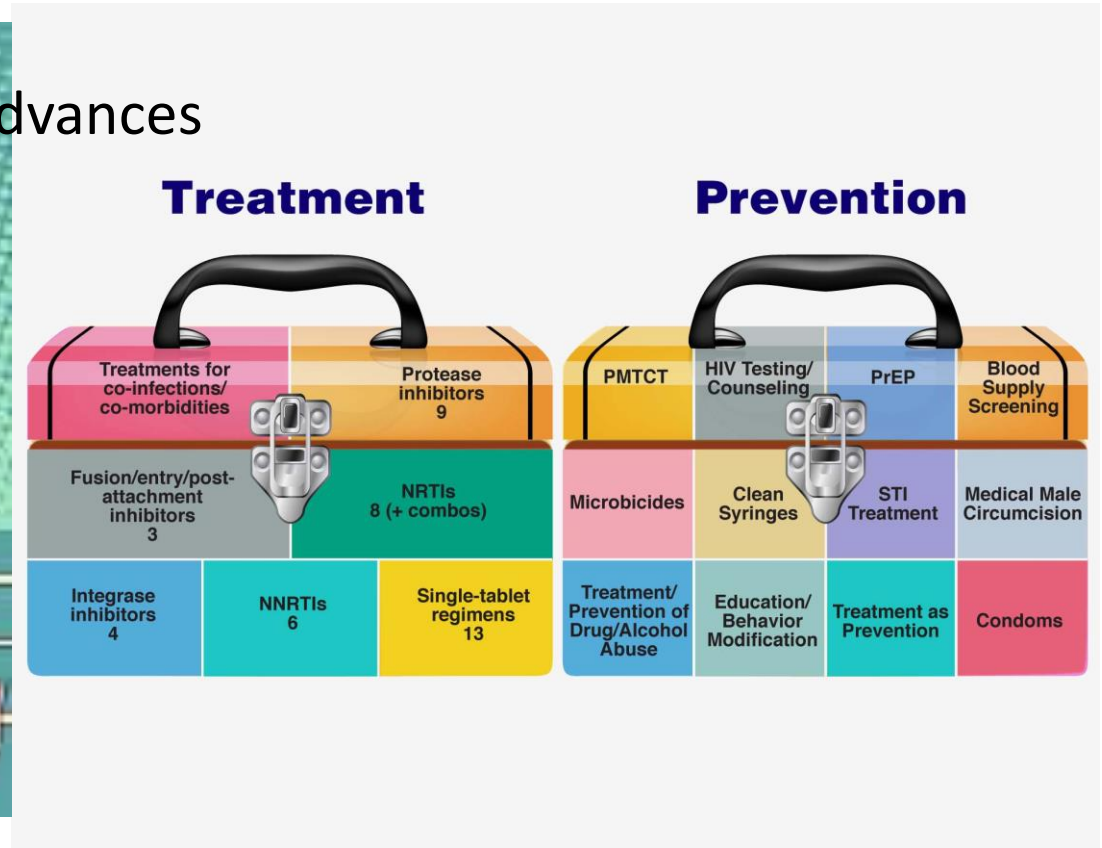 dvances
Treatment
Treatments for
co-infections/
co-morbidities
Protease
inhibitors
9
Fusion/entry/post-
attachment
inhibitors
3
NRTIs
8 (+ combos)
Integrase
inhibitors
4
NNRTIs
6
Single-tablet
regimens
13
Prevention
PMTCT
HIV Testing/
Counseling
PrEP
Blood
Supply
Screening
Microbicides
Clean
Syringes
STI
Treatment
Medical Male
Circumcision
Treatment/
Prevention of
Drug/Alcohol
Abuse
Education/
Behavior
Modification
Treatment as
Prevention
Condoms